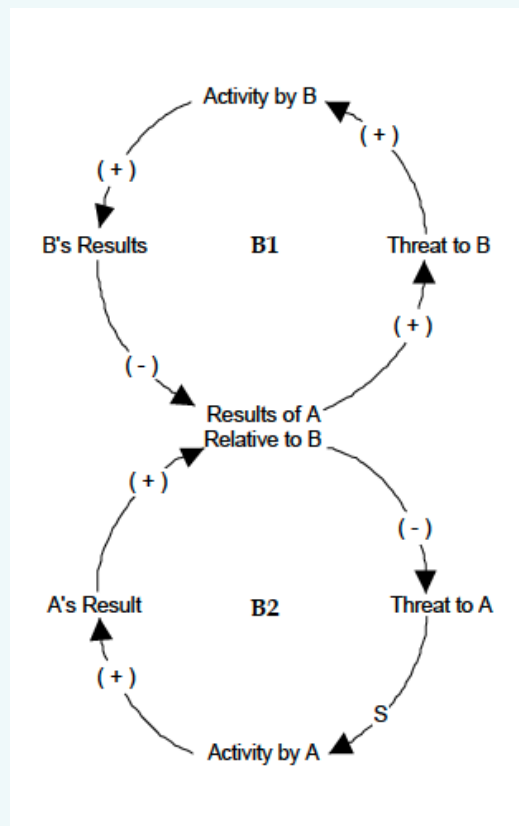 Activity by B
( + )
( + )
B's Results
B1
Threat to B
( + )
( - )
Results of A
Relative to B
( + )
( - )
A's Result
B2
Threat to A
( + )
S
Activity by A